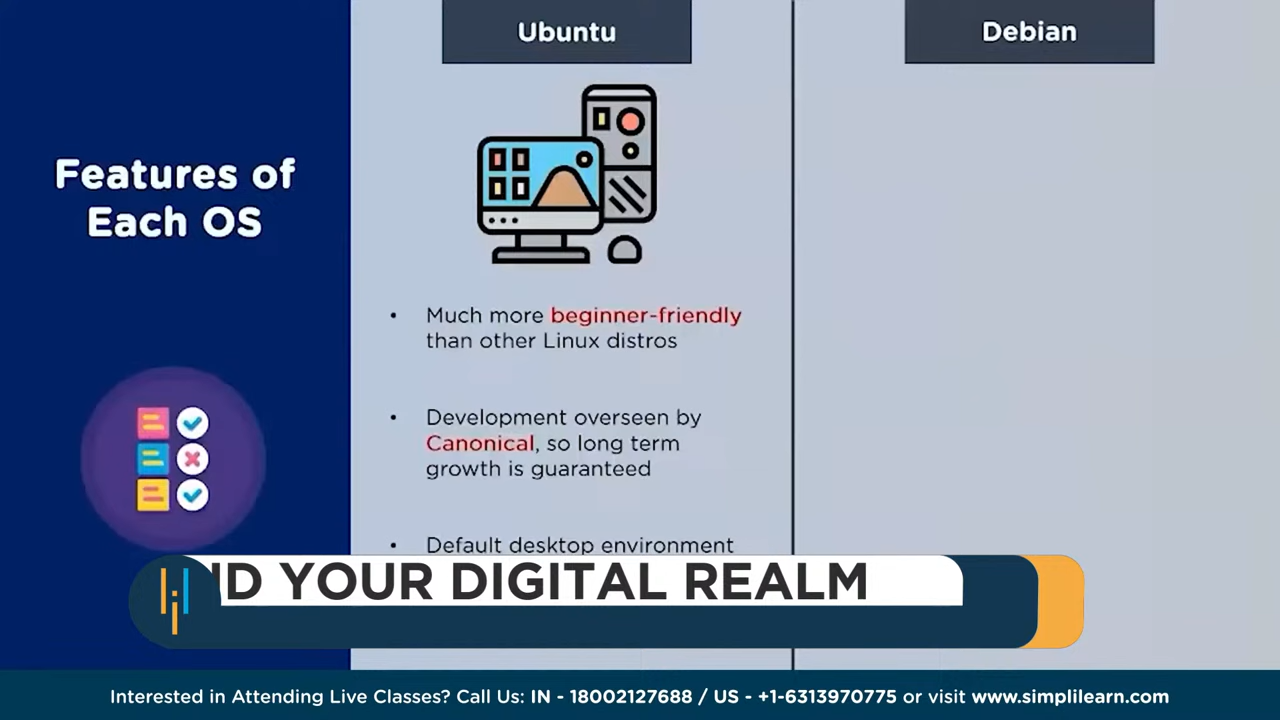 Ubuntu
Debian
Features of
Each OS
• Much more beginner-friendly
than other Linux distros
• Development overseen by
Canonical, so long term
growth is guaranteed
• Default desktop environment
YOUR DIGITAL REALM
Interested in Attending Live Classes? Call Us: IN - 18002127688 / US - +1-6313970775 or visit www.simplilearn.com